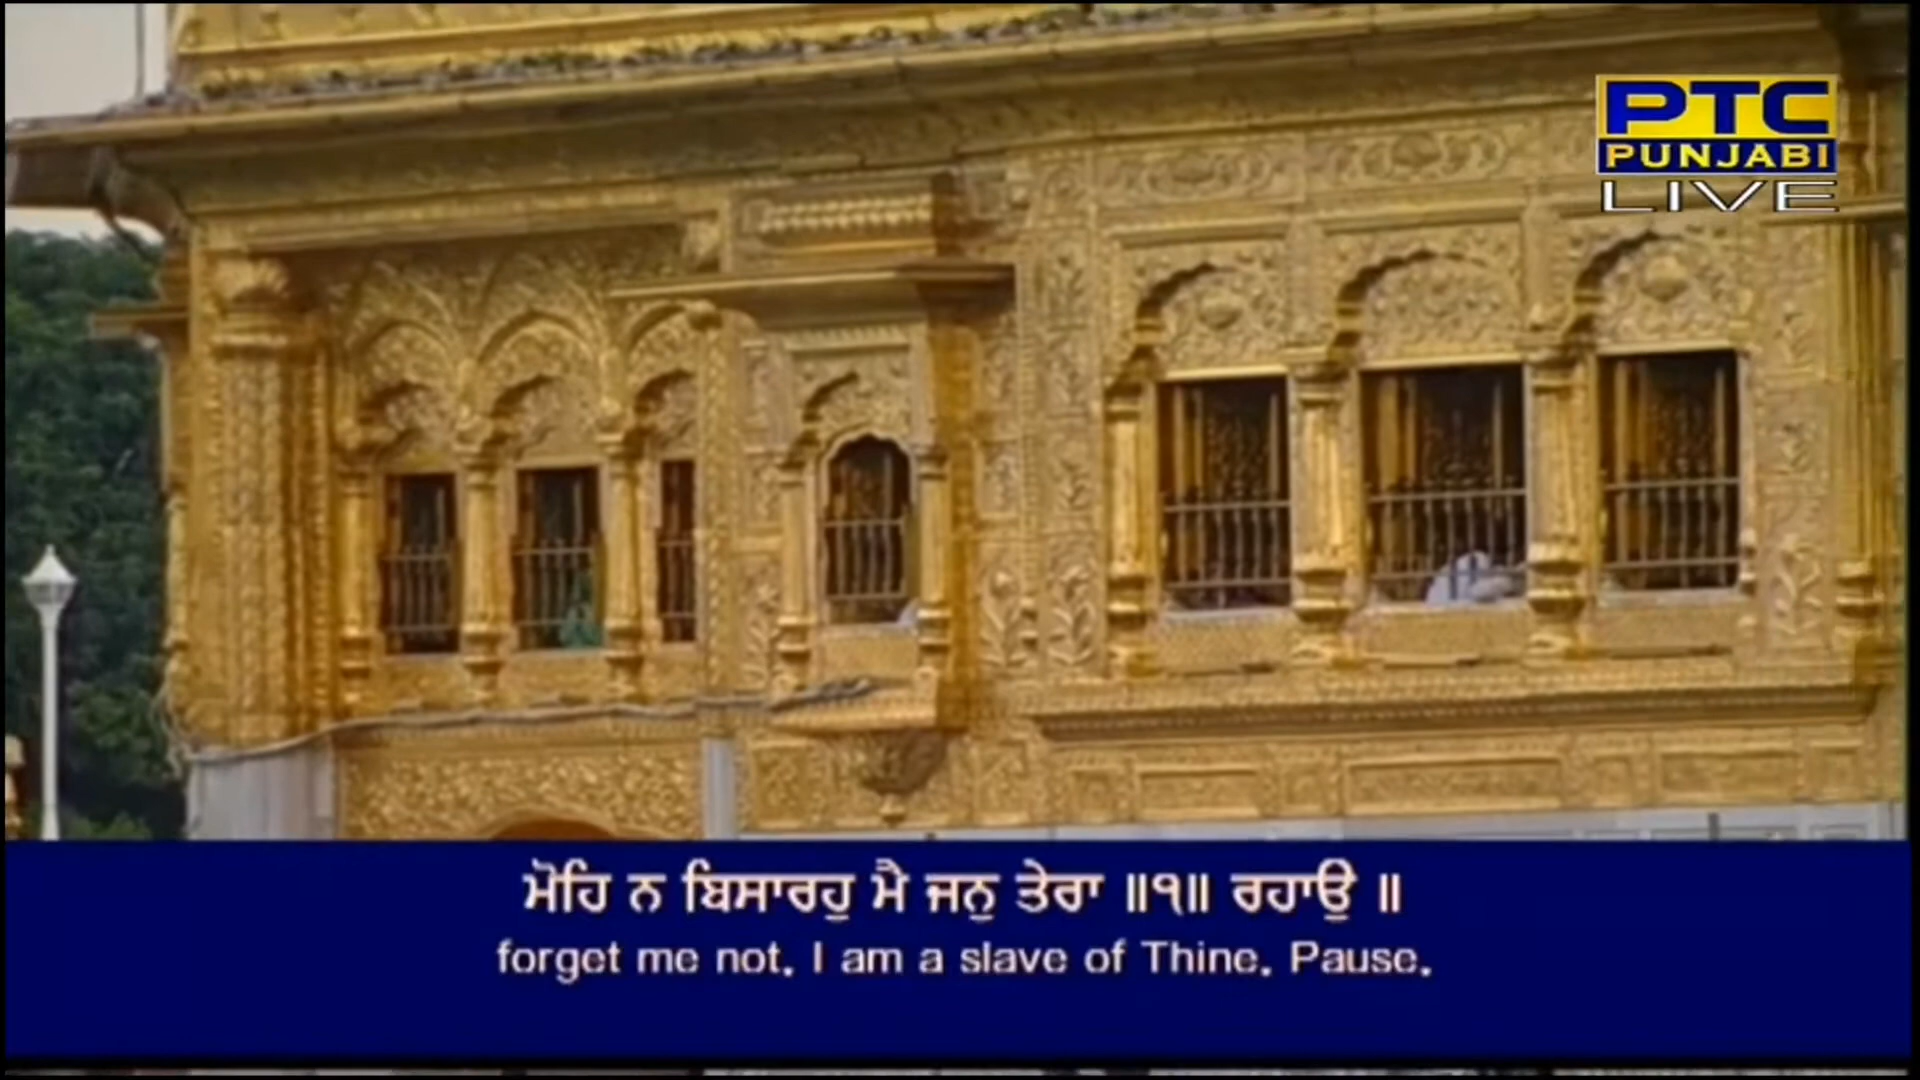 PTC
PUNJABI
LIVE
ਮੋਹਿ ਨ ਬਿਸਾਰਹੁ ਮੈ ਜਨੁ ਤੇਰਾ ॥੧॥ ਰਹਾਉ ॥
forget me not. I am a slave of Thine. Pause.